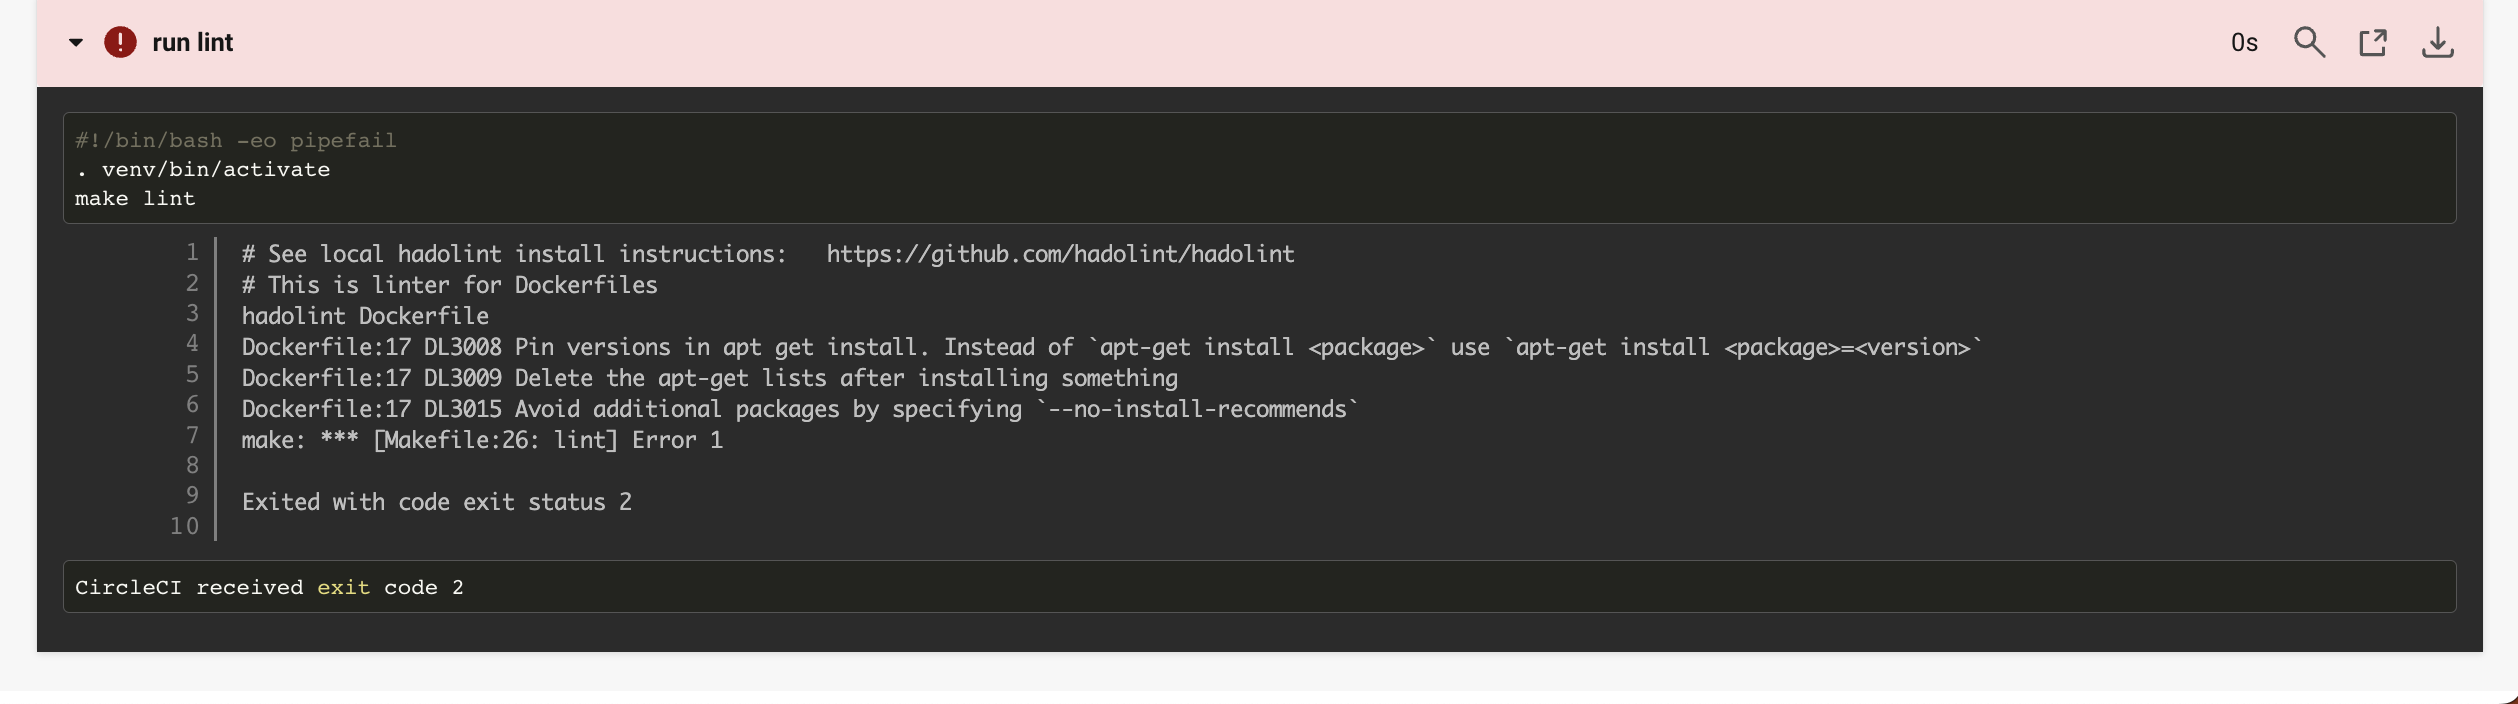 run lint
0s
#!/bin/bash -eo pipefail
. venv/bin/activate
make lint
1 # See local hadolint install instructions:   https://github.com/hadolint/hadolint
2 # This is linter for Dockerfiles
3 hadolint Dockerfile
4 Dockerfile:17 DL3008 Pin versions in apt get install. Instead of `apt-get install <package>` use `apt-get install <package>=<version>`
5 Dockerfile:17 DL3009 Delete the apt-get lists after installing something
6 Dockerfile:17 DL3015 Avoid additional packages by specifying `--no-install-recommends`
7 make: *** [Makefile:26: lint] Error 1
8
9 Exited with code exit status 2
10
CircleCI received exit code 2